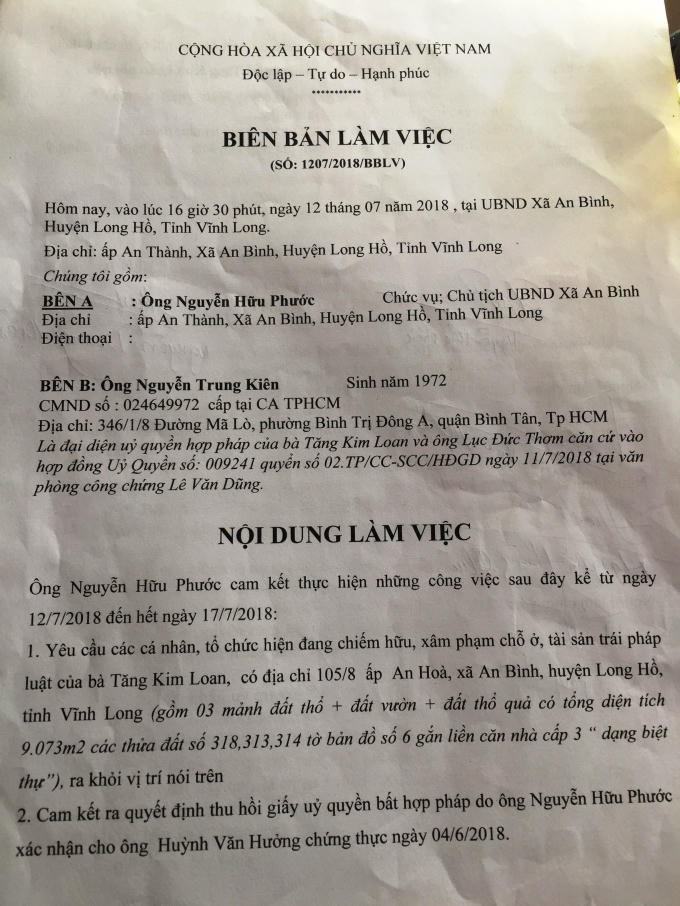 CỘNG HÒA XÃ HỘI CHỦ NGHĨA VIỆT NAM
Độc lập – Tự do – Hạnh phúc
***********
BIÊN BẢN LÀM VIỆC
(SỐ: 1207/2018/BBLV)
Hôm nay, vào lúc 16 giờ 30 phút, ngày 12 tháng 07 năm 2018 , tại UBND Xã An Bình,
Huyện Long Hồ, Tỉnh Vĩnh Long.
Địa chỉ: ấp An Thành, Xã An Bình, Huyện Long Hồ, Tỉnh Vĩnh Long
Chúng tôi gồm:
BÊN A : Ông Nguyễn Hữu Phước Chức vụ; Chủ tịch UBND Xã An Bình
Địa chỉ : ấp An Thành, Xã An Bình, Huyện Long Hồ, Tỉnh Vĩnh Long
Điện thoại :
BÊN B: Ông Nguyễn Trung Kiên Sinh năm 1972
CMND số : 024649972 cấp tại CA TPHCM
Địa chỉ: 346/1/8 Đường Mã Lò, phường Bình Trị Đông A, quận Bình Tân, Tp HCM
Là đại diện uỷ quyền hợp pháp của bà Tăng Kim Loan và ông Lục Đức Thơm căn cứ vào
hợp đồng Uỷ Quyền số: 009241 quyển số 02.TP/CC-SCC/HĐGD ngày 11/7/2018 tại văn
phòng công chứng Lê Văn Dũng.
NỘI DUNG LÀM VIỆC
Ông Nguyễn Hữu Phước cam kết thực hiện những công việc sau đây kể từ ngày
12/7/2018 đến hết ngày 17/7/2018:
1. Yêu cầu các cá nhân, tổ chức hiện đang chiếm hữu, xâm phạm chỗ ở, tài sản trái pháp
luật của bà Tăng Kim Loan, có địa chỉ 105/8 ấp An Hoà, xã An Bình, huyện Long Hồ,
tỉnh Vĩnh Long (gồm 03 mảnh đất thổ + đất vườn + đất thổ quả có tổng diện tích
9.073m2 các thửa đất số 318,313,314 tờ bản đồ số 6 gắn liền căn nhà cấp 3 “ dạng biệt
thự”), ra khỏi vị trí nói trên
2. Cam kết ra quyết định thu hồi giấy uỷ quyền bất hợp pháp do ông Nguyễn Hữu Phước
xác nhận cho ông Huỳnh Văn Hưởng chứng thực ngày 04/6/2018.